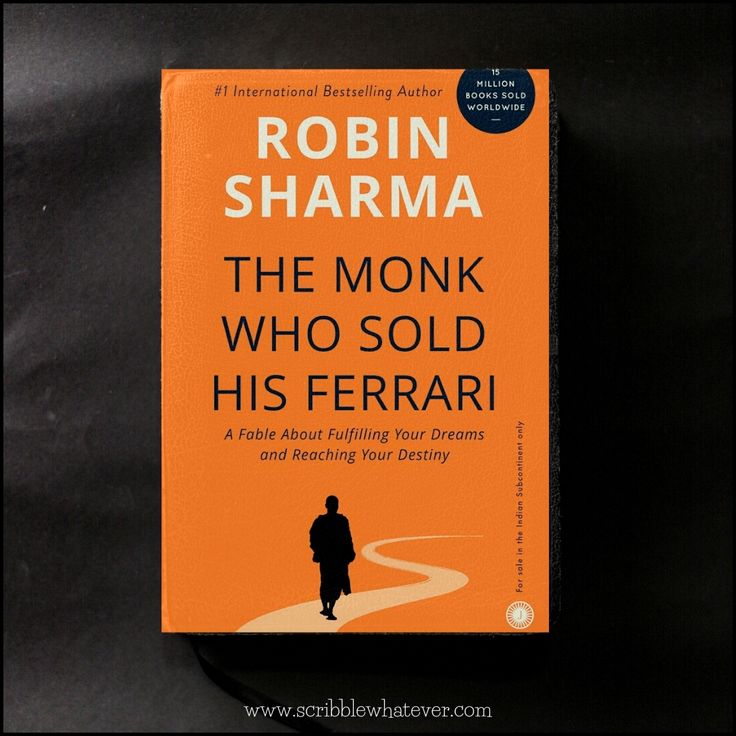 #1 International Bestselling Author
15
MILLION
BOOKS SOLD
WORLDWIDE
ROBIN
SHARMA
THE MONK
WHO SOLD
HIS FERRARI
A Fable About Fulfilling Your Dreams
and Reaching Your Destiny
For sale in the Indian Subcontinent only
J
www.scribblewhatever.com